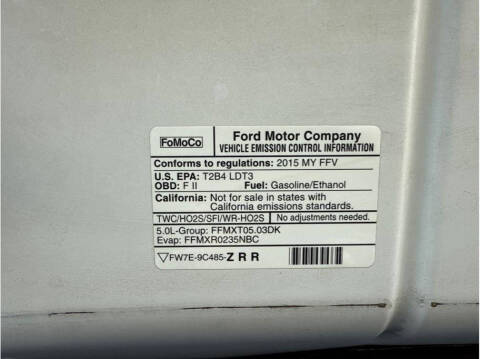 FoMoCo
Ford Motor Company
VEHICLE EMISSION CONTROL INFORMATION
Conforms to regulations: 2015 MY FFV
U.S. EPA: T2B4 LDT3
OBD: F II Fuel: Gasoline/Ethanol
California: Not for sale in states with
California emissions standards.
TWC/HO2S/SFI/WR-HO2S No adjustments needed.
5.0L-Group: FFMXT05.03DK
Evap: FFMXR0235NBC
FW7E-9C485-ZRR